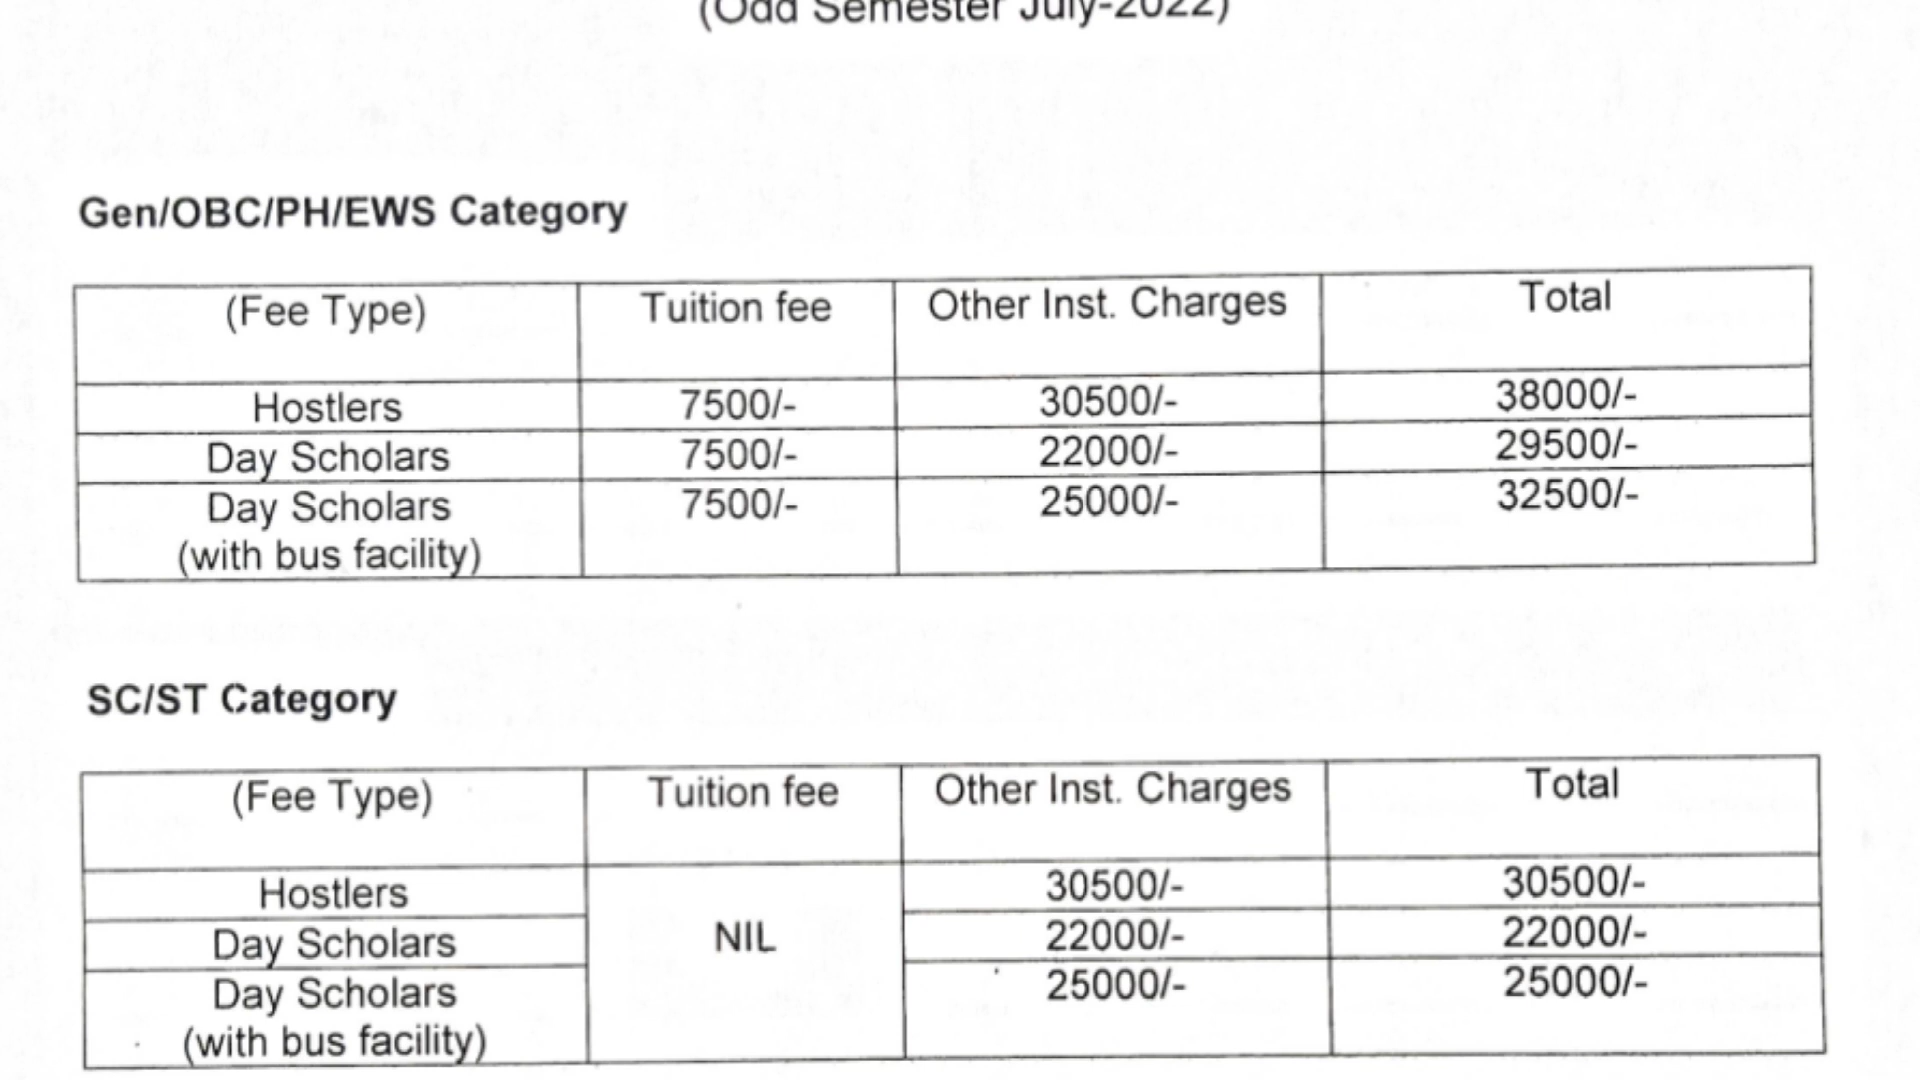 (Odd Semester July-2022)
Gen/OBC/PH/EWS Category
(Fee Type) Tuition fee Other Inst. Charges Total
Hostlers 7500/- 30500/- 38000/-
Day Scholars 7500/- 22000/- 29500/-
Day Scholars 7500/- 25000/- 32500/-
(with bus facility)
SC/ST Category
(Fee Type) Tuition fee Other Inst. Charges Total
Hostlers 30500/- 30500/-
Day Scholars NIL 22000/- 22000/-
Day Scholars 25000/- 25000/-
(with bus facility)